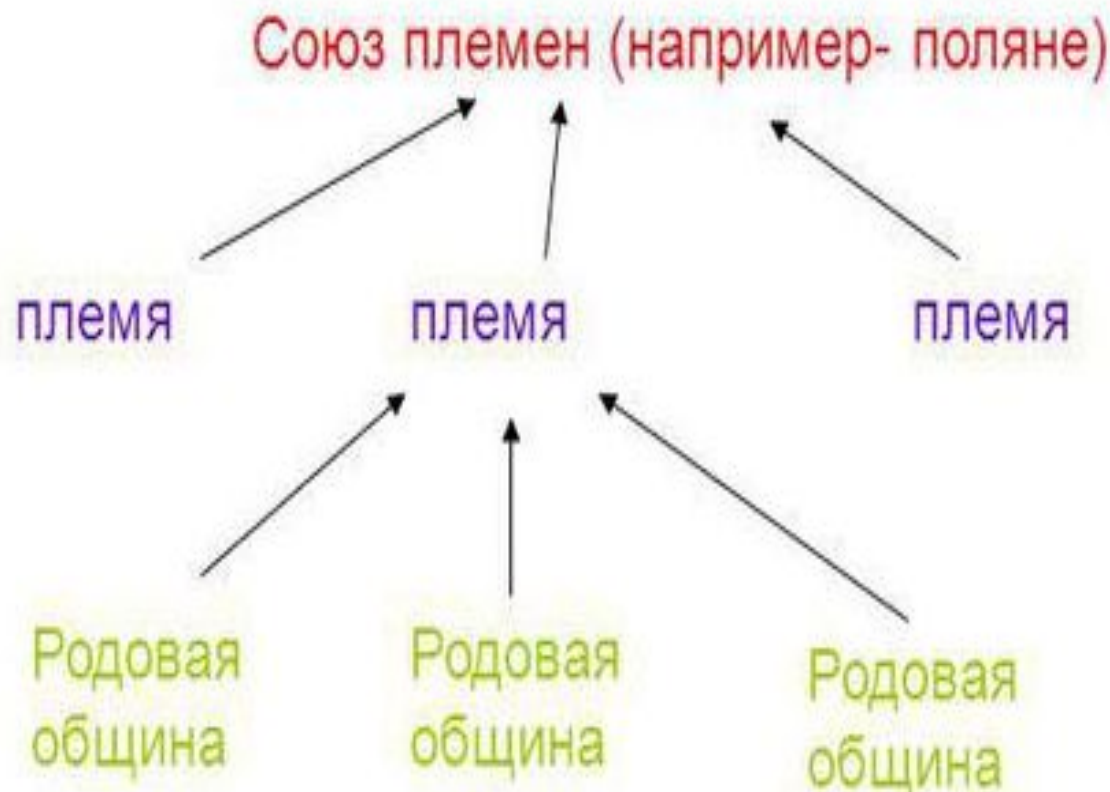 Союз племен (например- поляне)
племя
племя
племя
Родовая
община
Родовая
община
Родовая
община